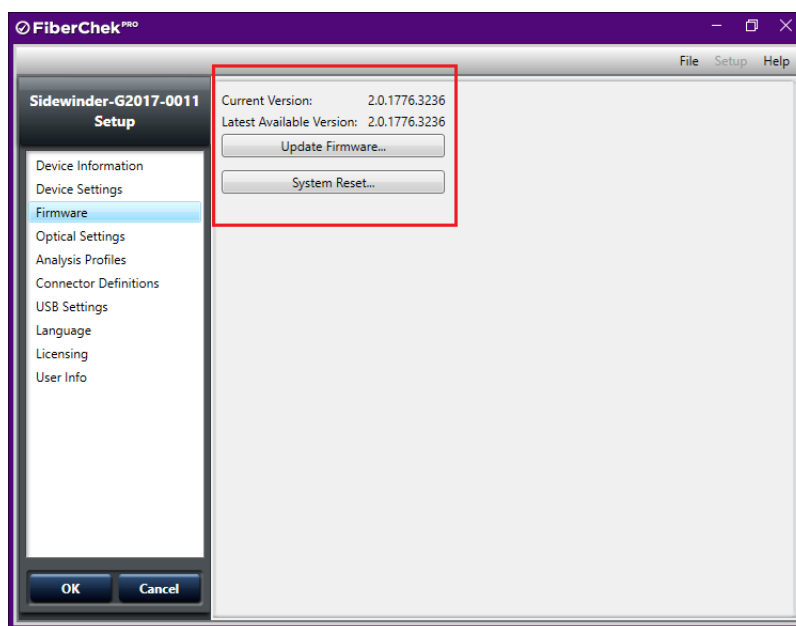 FiberChek PRO
File Setup Help
Sidewinder-G2017-0011
Setup
Device Information
Device Settings
Firmware
Optical Settings
Analysis Profiles
Connector Definitions
USB Settings
Language
Licensing
User Info
OK Cancel
Current Version: 2.0.1776.3236
Latest Available Version: 2.0.1776.3236
Update Firmware...
System Reset...